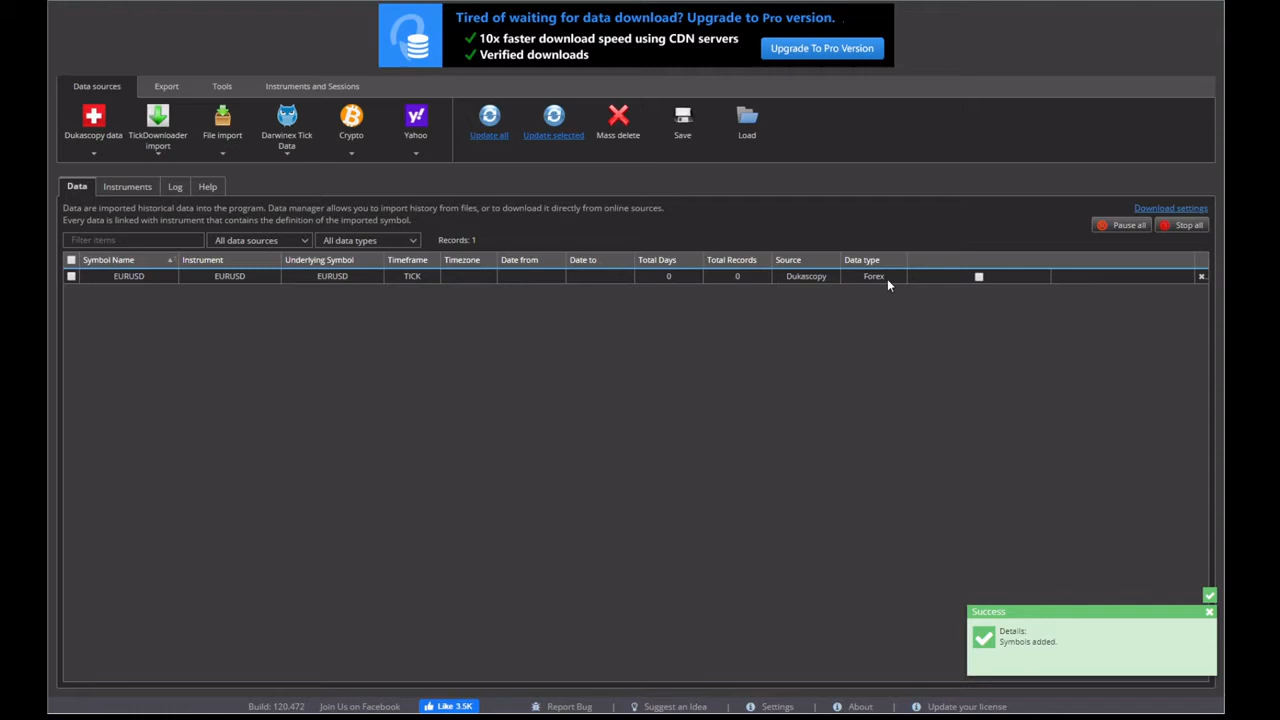 Tired of waiting for data download? Upgrade to Pro version.
10x faster download speed using CDN servers
Verified downloads
Upgrade To Pro Version
Data sources Export Tools Instruments and Sessions
Dukascopy data
TickDownloader import
File import
Darwinex Tick Data
Crypto
Yahoo
Update all
Update selected
Mass delete
Save
Load
Data Instruments Log Help
Data are imported historical data into the program. Data manager allows you to import history from files, or to download it directly from online sources.
Every data is linked with instrument that contains the definition of the imported symbol.
Download settings
Pause all Stop all
Filter items All data sources All data types Records: 1
Symbol Name Instrument Underlying Symbol Timeframe Timezone Date from Date to Total Days Total Records Source Data type
EURUSD EURUSD EURUSD TICK 0 0 Dukascopy Forex
Success
Details:
Symbols added.
Build: 120.472 Join Us on Facebook Like 3.5K Report Bug Suggest an Idea Settings About Update your license